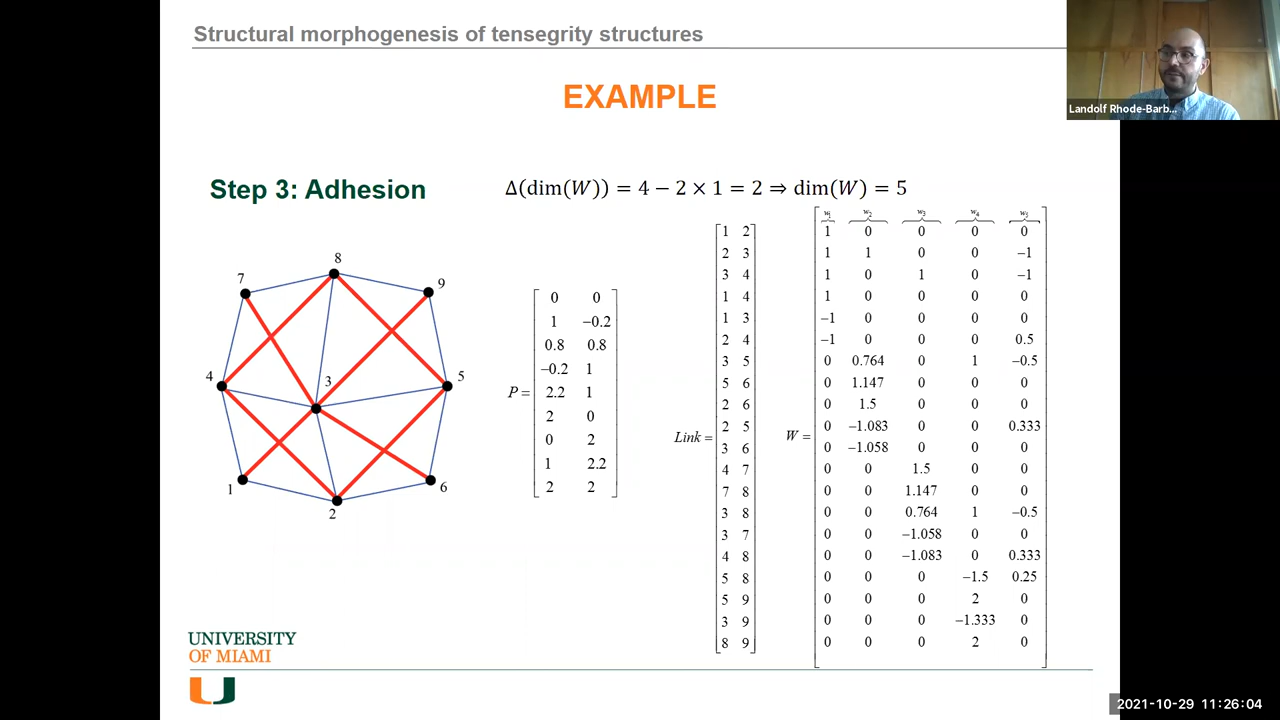 Structural morphogenesis of tensegrity structures
Landolf Rhode-Barb...
EXAMPLE
Step 3: Adhesion
Δ(dim(W)) = 4 − 2 × 1 = 2 ⇒ dim(W) = 5
7
8
9
4
3
5
1
2
6
P =
0 0
1 −0.2
0.8 0.8
−0.2 1
2.2 1
2 0
0 2
1 2.2
2 2
Link =
1 2
2 3
3 4
1 4
1 3
2 4
3 5
5 6
2 6
2 5
3 6
4 7
7 8
3 8
3 7
4 8
5 8
5 9
3 9
8 9
W =
w1 w2 w3 w4 w5
1 0 0 0 0
1 1 0 0 −1
1 0 1 0 −1
1 0 0 0 0
−1 0 0 0 0
−1 0 0 0 0.5
0 0.764 0 1 −0.5
0 1.147 0 0 0
0 1.5 0 0 0
0 −1.083 0 0 0.333
0 −1.058 0 0 0
0 0 1.5 0 0
0 0 1.147 0 0
0 0 0.764 1 −0.5
0 0 −1.058 0 0
0 0 −1.083 0 0.333
0 0 0 −1.5 0.25
0 0 0 2 0
0 0 0 −1.333 0
0 0 0 2 0
UNIVERSITY
OF MIAMI
2021-10-29 11:26:04